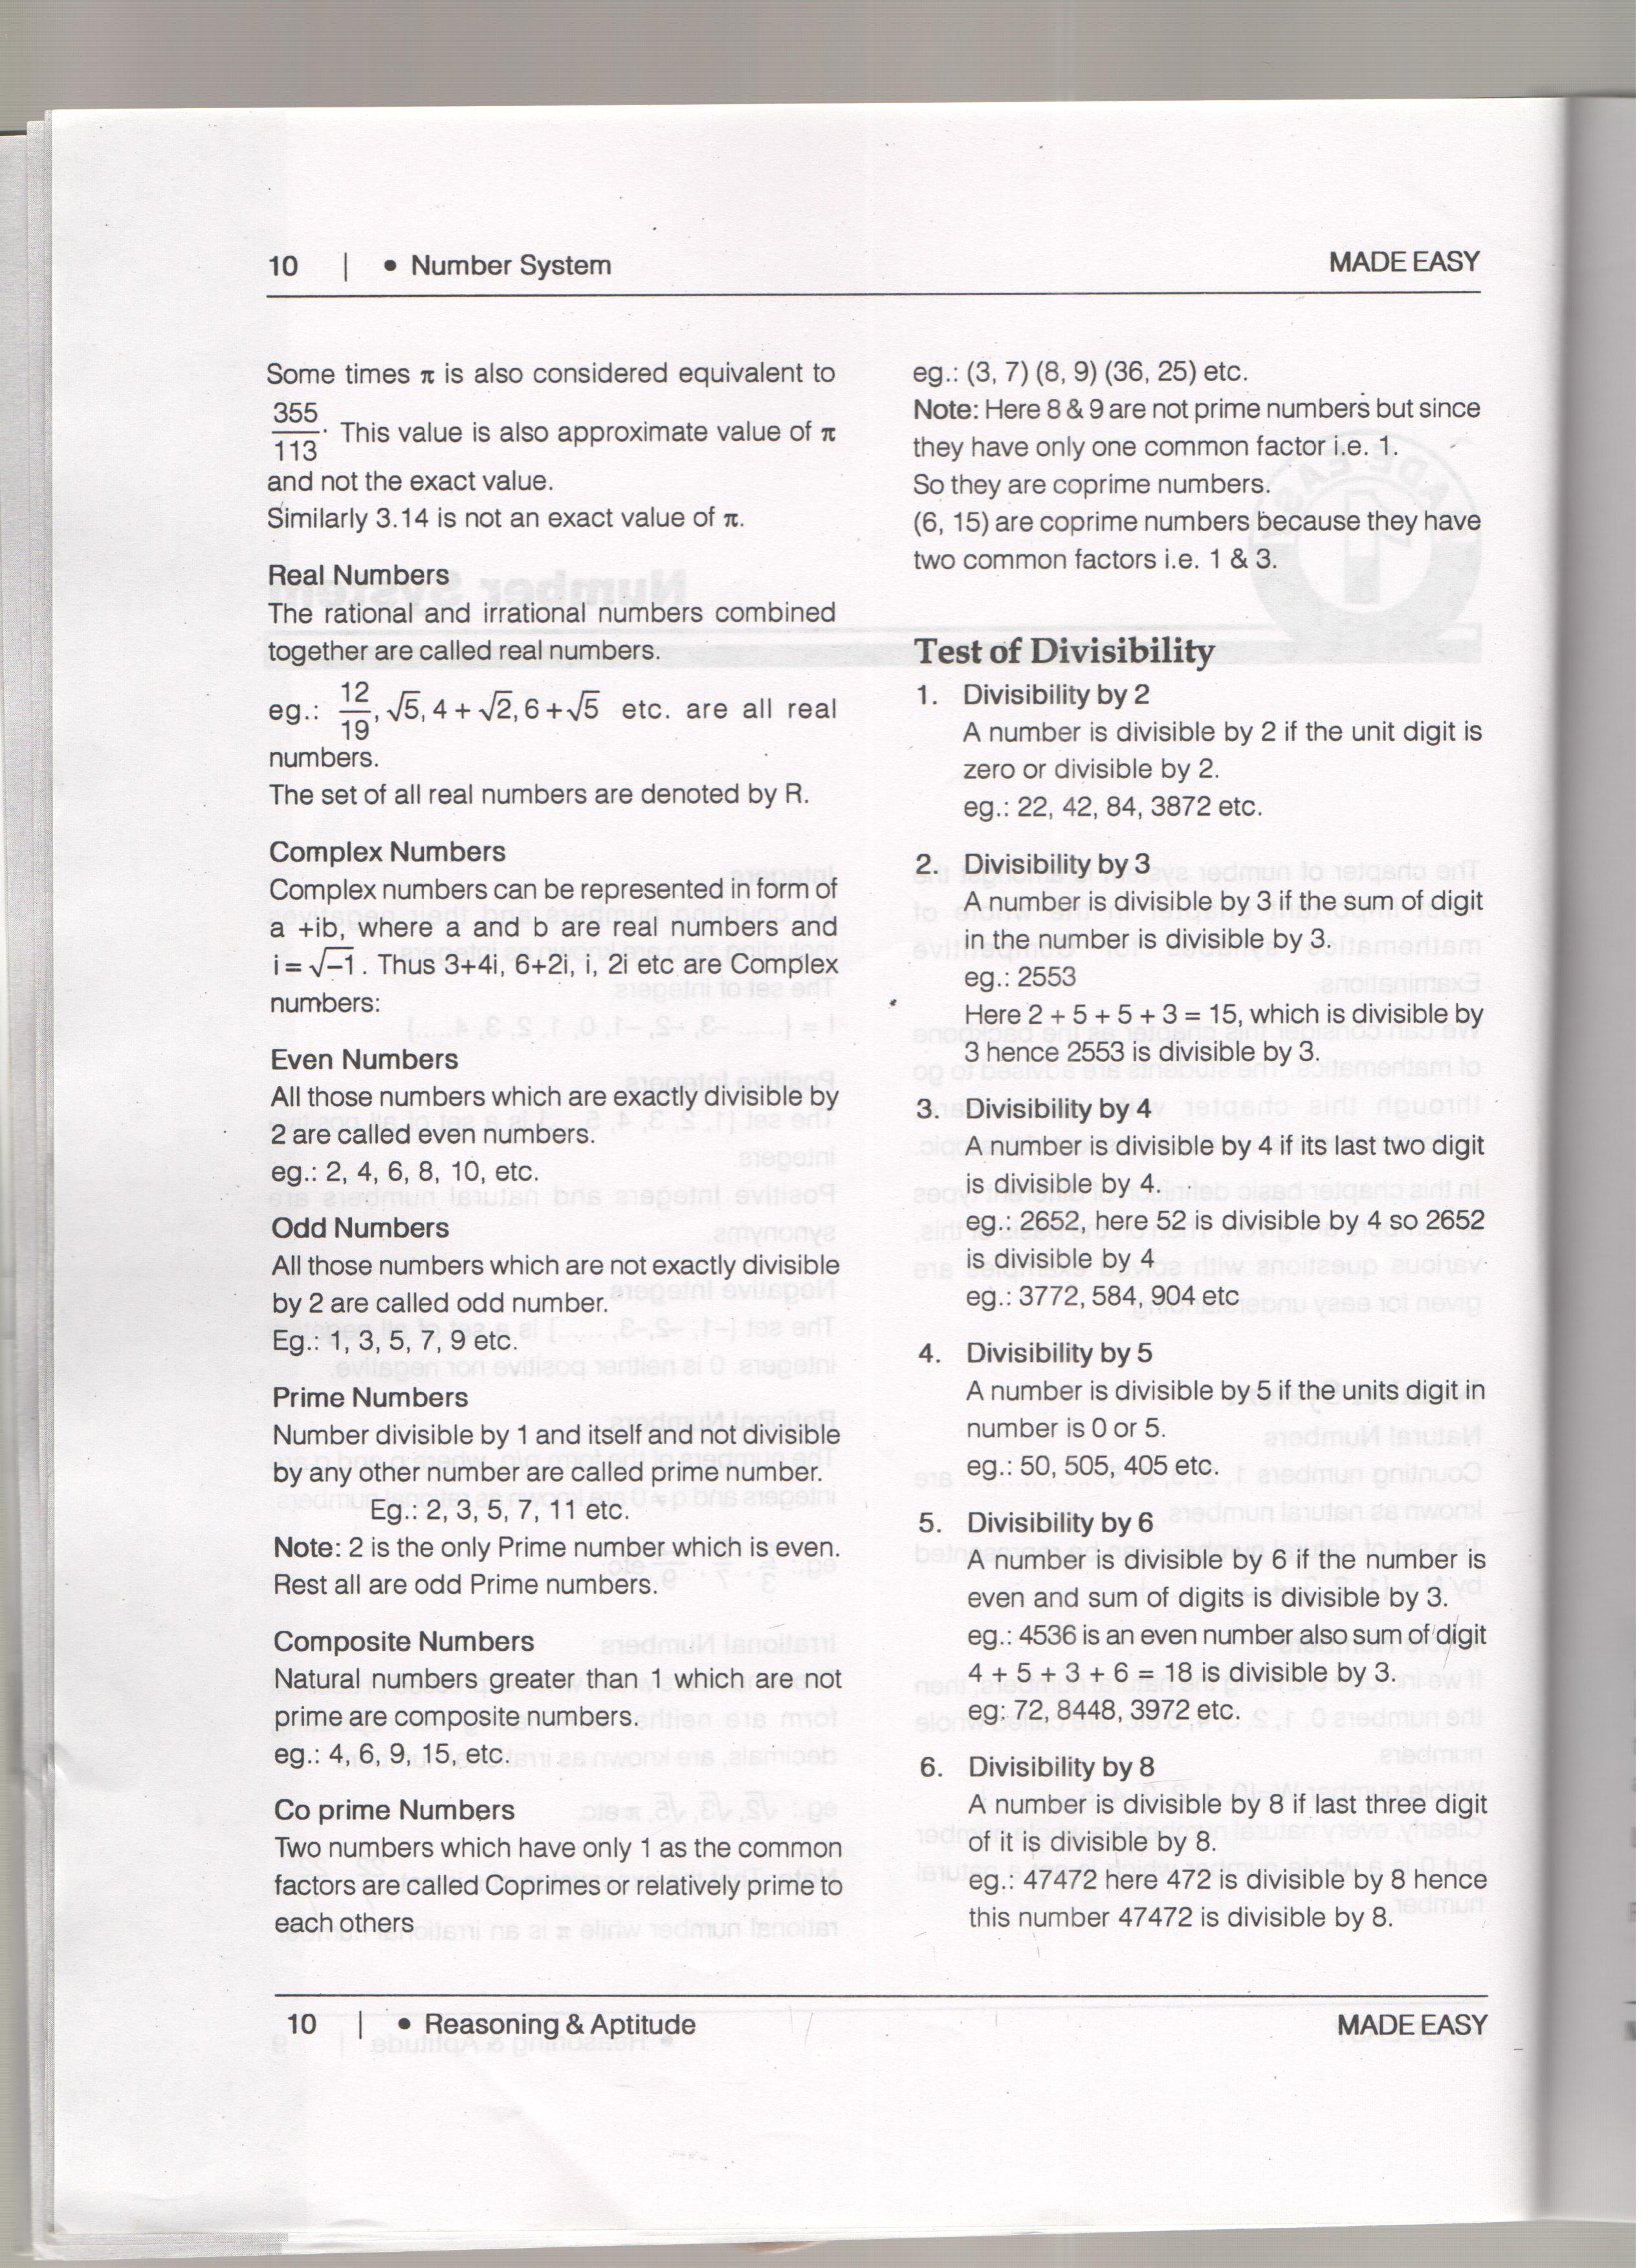 10 | • Number System MADE EASY
Some times π is also considered equivalent to
355/113. This value is also approximate value of π
and not the exact value.
Similarly 3.14 is not an exact value of π.
Real Numbers
The rational and irrational numbers combined
together are called real numbers.
eg.: 12/19, √5, 4 + √2, 6 + √5 etc. are all real
numbers.
The set of all real numbers are denoted by R.
Complex Numbers
Complex numbers can be represented in form of
a +ib, where a and b are real numbers and
i = √−1. Thus 3+4i, 6+2i, i, 2i etc are Complex
numbers:
Even Numbers
All those numbers which are exactly divisible by
2 are called even numbers.
eg.: 2, 4, 6, 8, 10, etc.
Odd Numbers
All those numbers which are not exactly divisible
by 2 are called odd number.
Eg.: 1, 3, 5, 7, 9 etc.
Prime Numbers
Number divisible by 1 and itself and not divisible
by any other number are called prime number.
Eg.: 2, 3, 5, 7, 11 etc.
Note: 2 is the only Prime number which is even.
Rest all are odd Prime numbers.
Composite Numbers
Natural numbers greater than 1 which are not
prime are composite numbers.
eg.: 4, 6, 9, 15, etc.
Co prime Numbers
Two numbers which have only 1 as the common
factors are called Coprimes or relatively prime to
each others
eg.: (3, 7) (8, 9) (36, 25) etc.
Note: Here 8 & 9 are not prime numbers but since
they have only one common factor i.e. 1.
So they are coprime numbers.
(6, 15) are coprime numbers because they have
two common factors i.e. 1 & 3.
Test of Divisibility
1. Divisibility by 2
A number is divisible by 2 if the unit digit is
zero or divisible by 2.
eg.: 22, 42, 84, 3872 etc.
2. Divisibility by 3
A number is divisible by 3 if the sum of digit
in the number is divisible by 3.
eg.: 2553
Here 2 + 5 + 5 + 3 = 15, which is divisible by
3 hence 2553 is divisible by 3.
3. Divisibility by 4
A number is divisible by 4 if its last two digit
is divisible by 4.
eg.: 2652, here 52 is divisible by 4 so 2652
is divisible by 4
eg.: 3772, 584, 904 etc
4. Divisibility by 5
A number is divisible by 5 if the units digit in
number is 0 or 5.
eg.: 50, 505, 405 etc.
5. Divisibility by 6
A number is divisible by 6 if the number is
even and sum of digits is divisible by 3.
eg.: 4536 is an even number also sum of digit
4 + 5 + 3 + 6 = 18 is divisible by 3.
eg: 72, 8448, 3972 etc.
6. Divisibility by 8
A number is divisible by 8 if last three digit
of it is divisible by 8.
eg.: 47472 here 472 is divisible by 8 hence
this number 47472 is divisible by 8.
10 | • Reasoning & Aptitude MADE EASY